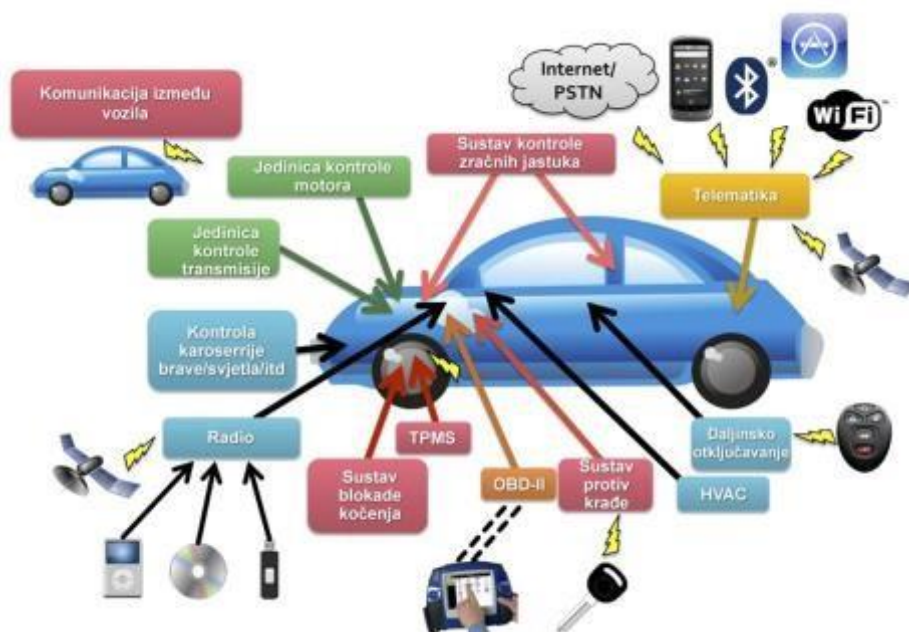 Internet/
PSTN
®
Wi Fi™
Komunikacija između
vozila
Sustav kontrole
zračnih jastuka
Jedinica kontrole
motora
Telematika
Jedinica
kontrole
transmisije
Kontrola
karoserrije
brave/svjetla/itd
Radio
TPMS
Daljinsko
otključavanje
Sustav
blokade
kočenja
OBD-II
Sustav
protiv
krađe
HVAC